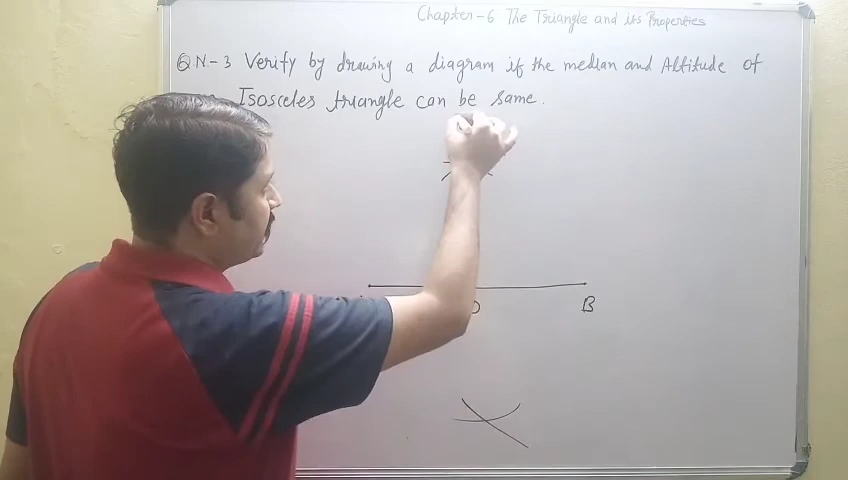 Chapter-6 The Triangle and its Properties
Q.N-3 Verify by drawing a diagram if the median and Altitude of
Isosceles triangle can be same.
B